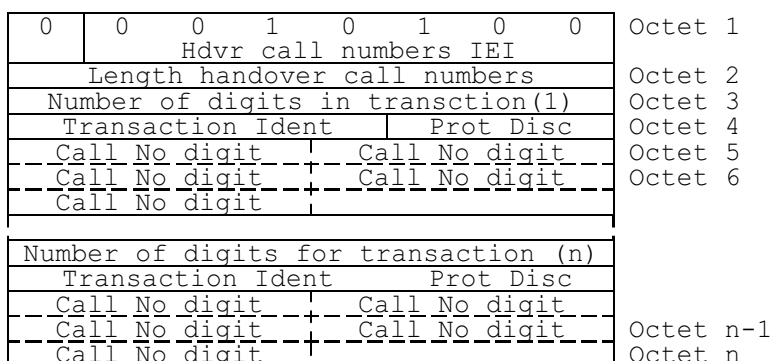 0 0 0 1 0 1 0 0 Octet 1
Hdvr call numbers IEI
Length handover call numbers Octet 2
Number of digits in transction(1) Octet 3
Transaction Ident Prot Disc Octet 4
Call No digit Call No digit Octet 5
Call No digit Call No digit Octet 6
Call No digit
Number of digits for transaction (n)
Transaction Ident Prot Disc
Call No digit Call No digit
Call No digit Call No digit Octet n-1
Call No digit Octet n